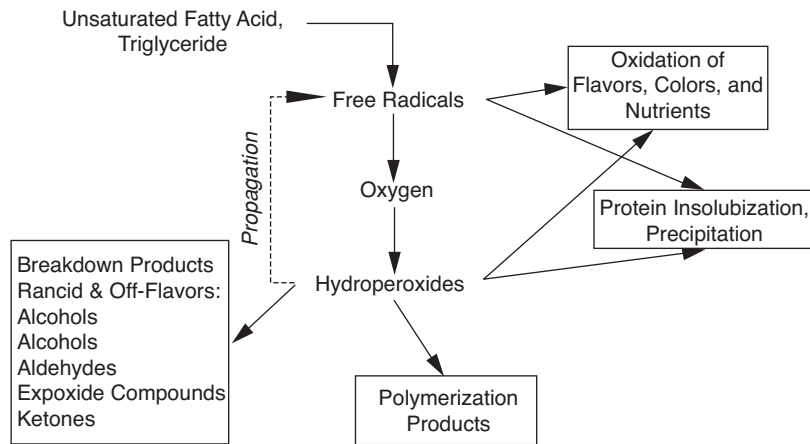 Unsaturated Fatty Acid,
Triglyceride
Free Radicals
Oxidation of
Flavors, Colors, and
Nutrients
Propagation
Oxygen
Protein Insolubization,
Precipitation
Hydroperoxides
Breakdown Products
Rancid & Off-Flavors:
Alcohols
Alcohols
Aldehydes
Expoxide Compounds
Ketones
Polymerization
Products